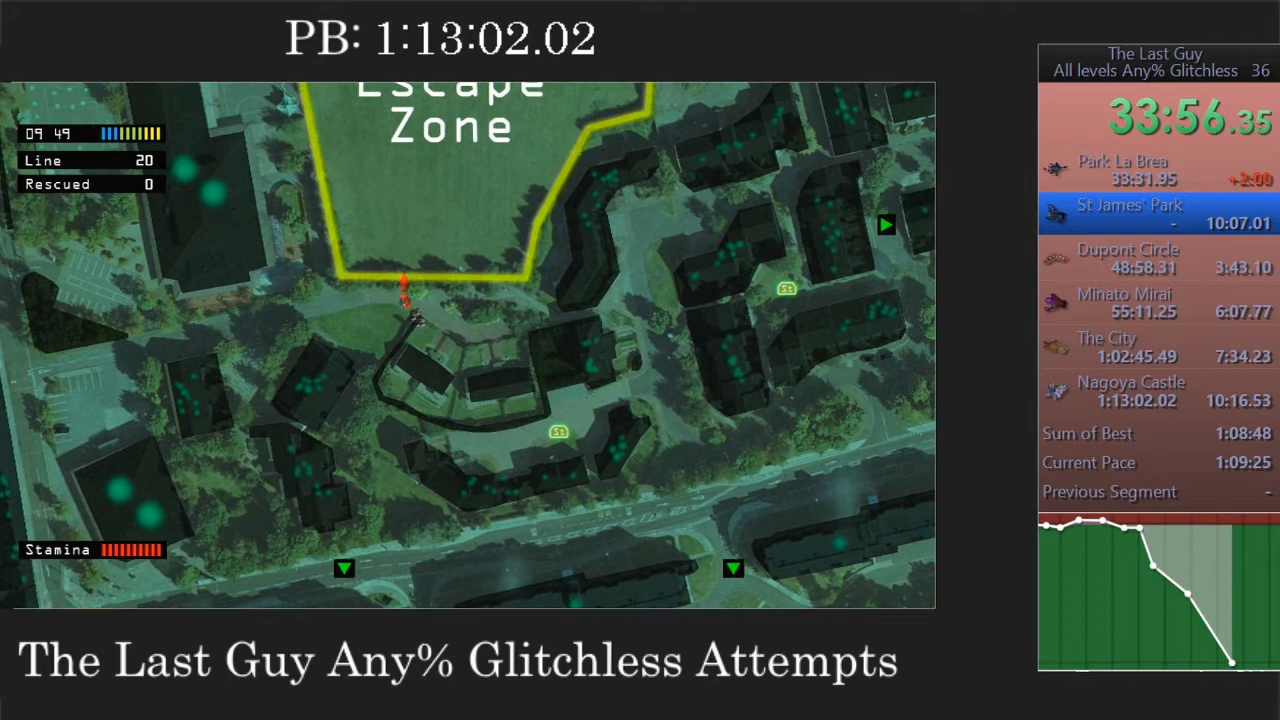 PB: 1:13:02.02
The Last Guy
All levels Any% Glitchless 36
33:56.35
Park La Brea
33:31.95 +2:00
St James' Park
- 10:07.01
Dupont Circle
48:58.31 3:43.10
Minato Mirai
55:11.25 6:07.77
The City
1:02:45.49 7:34.23
Nagoya Castle
1:13:02.02 10:16.53
Sum of Best 1:08:48
Current Pace 1:09:25
Previous Segment -
Escape
Zone
09 49
Line 20
Rescued 0
St
St
Stamina
The Last Guy Any% Glitchless Attempts